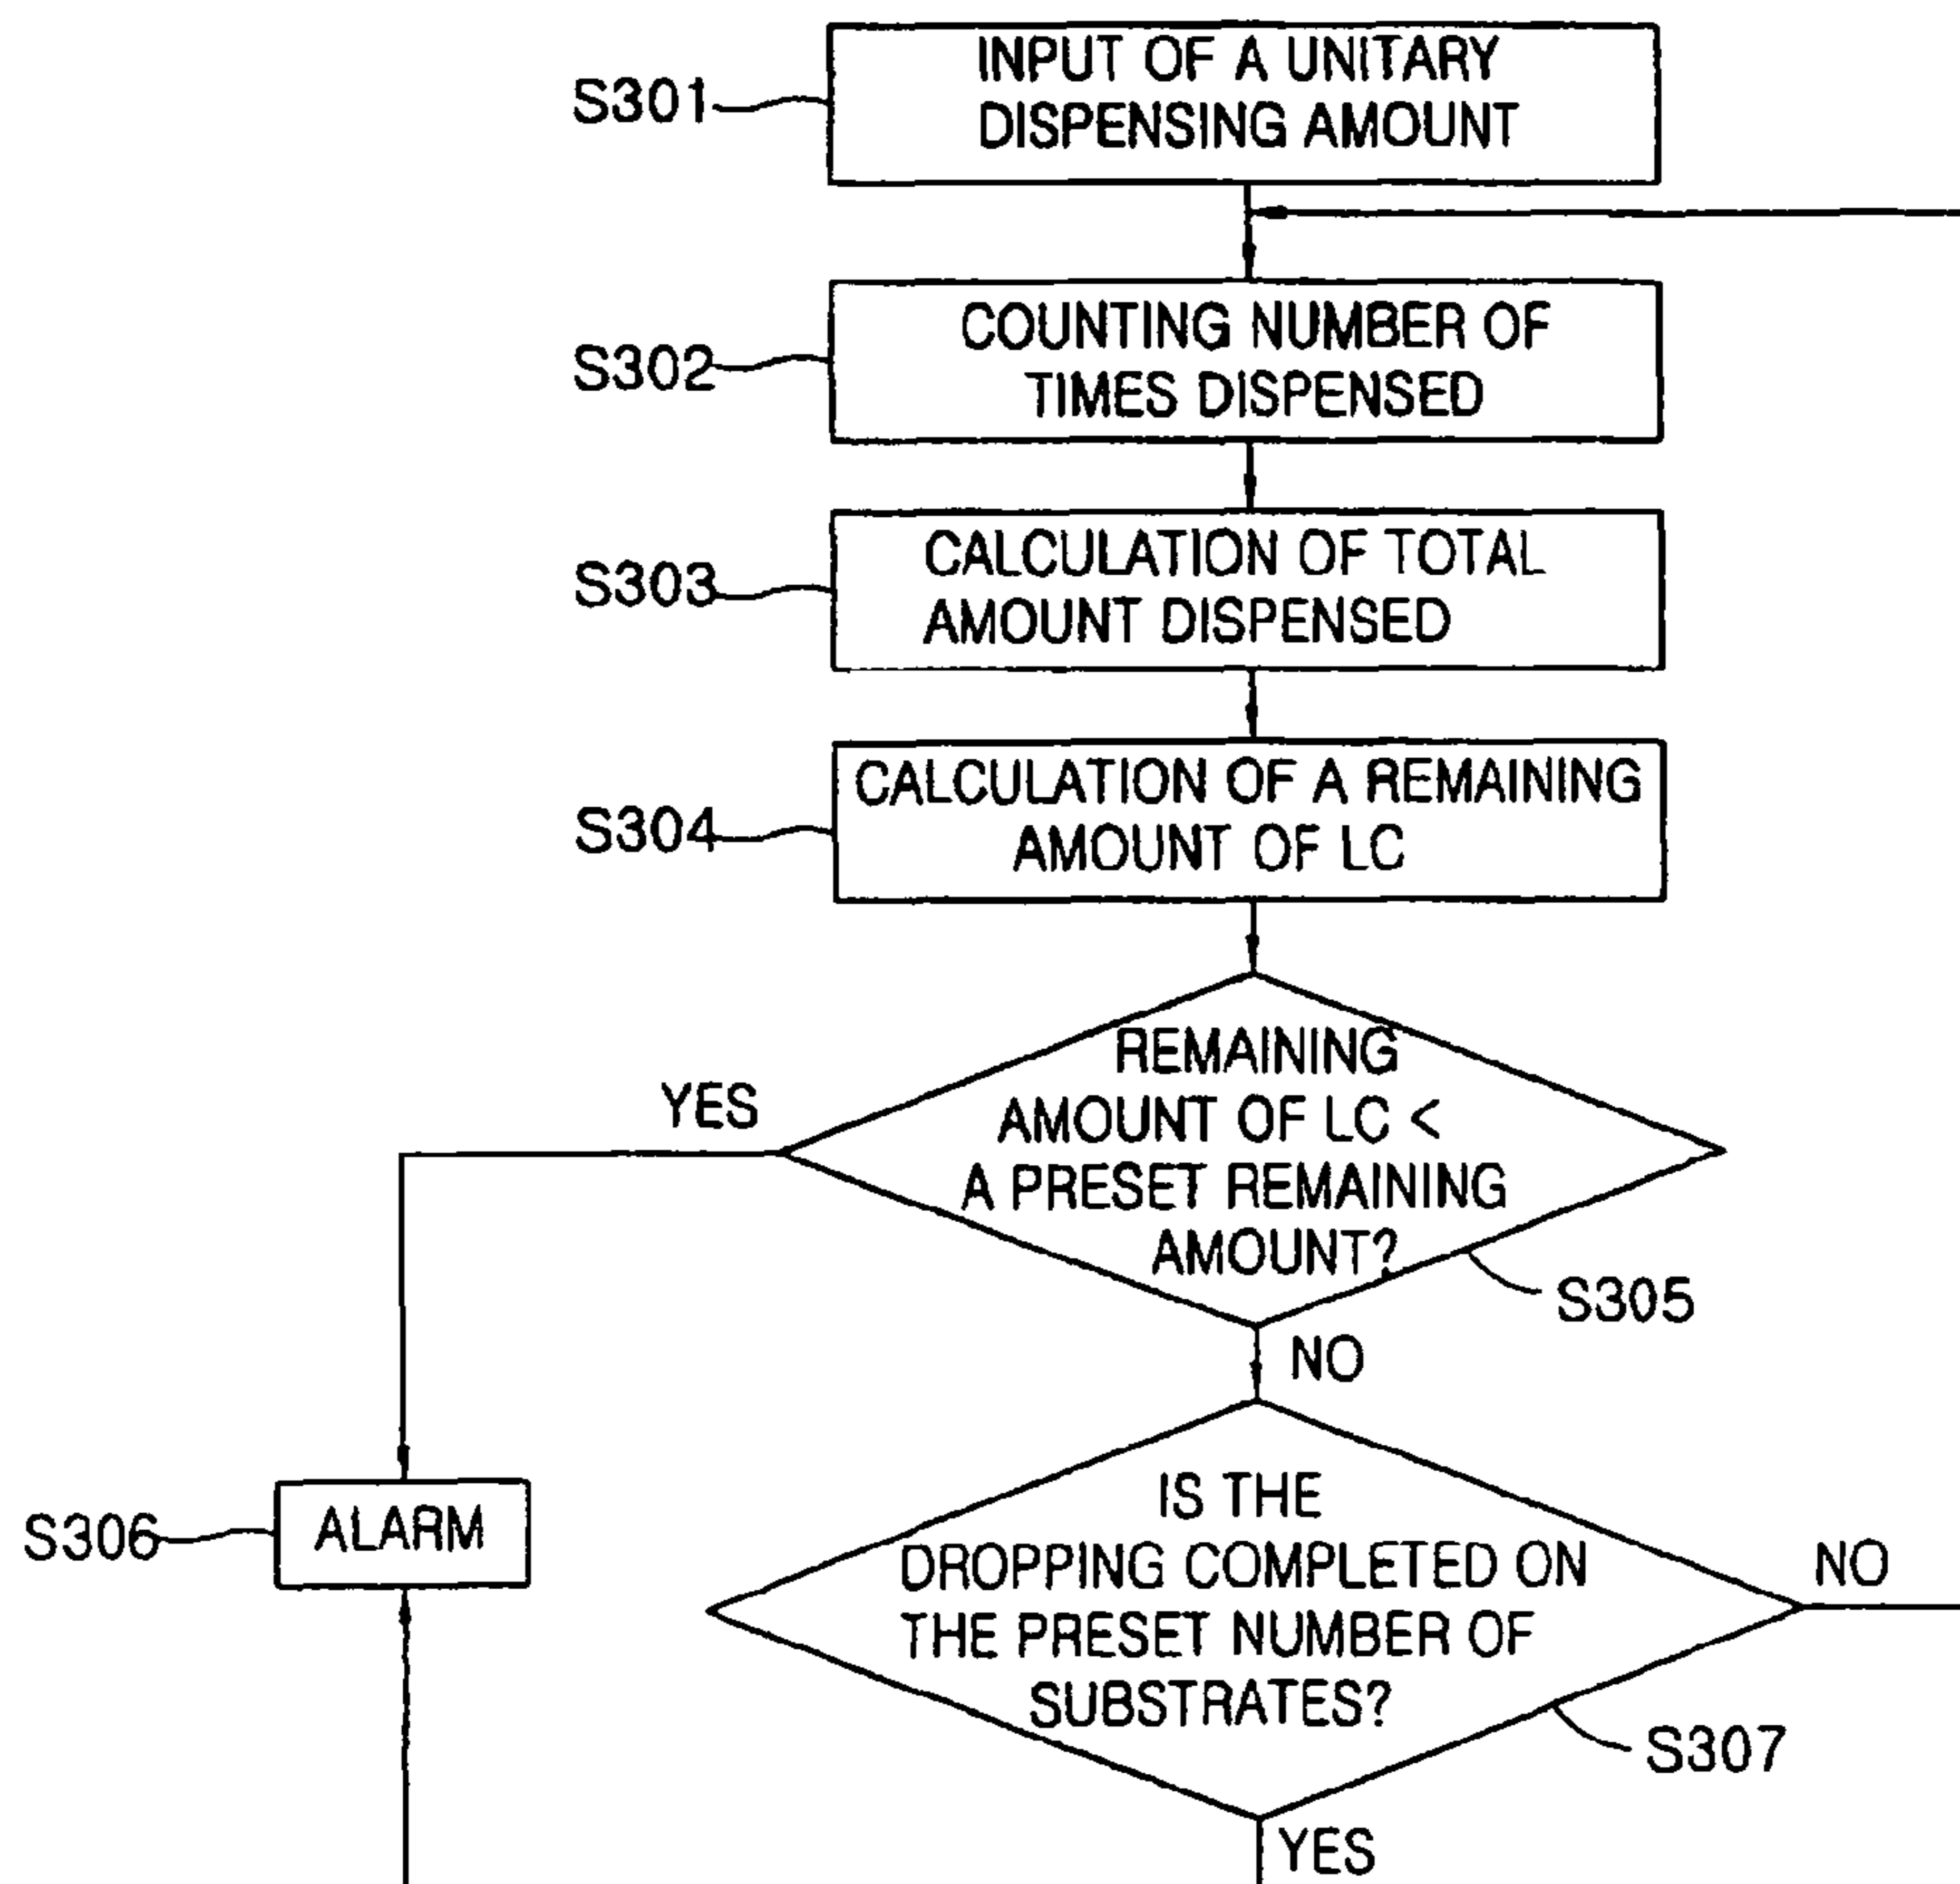 S301
INPUT OF A UNITARY
DISPENSING AMOUNT
S302
COUNTING NUMBER OF
TIMES DISPENSED
S303
CALCULATION OF TOTAL
AMOUNT DISPENSED
S304
CALCULATION OF A REMAINING
AMOUNT OF LC
YES
REMAINING
AMOUNT OF LC <
A PRESET REMAINING
AMOUNT?
S305
NO
S306
ALARM
IS THE
DROPPING COMPLETED ON
THE PRESET NUMBER OF
SUBSTRATES?
NO
S307
YES